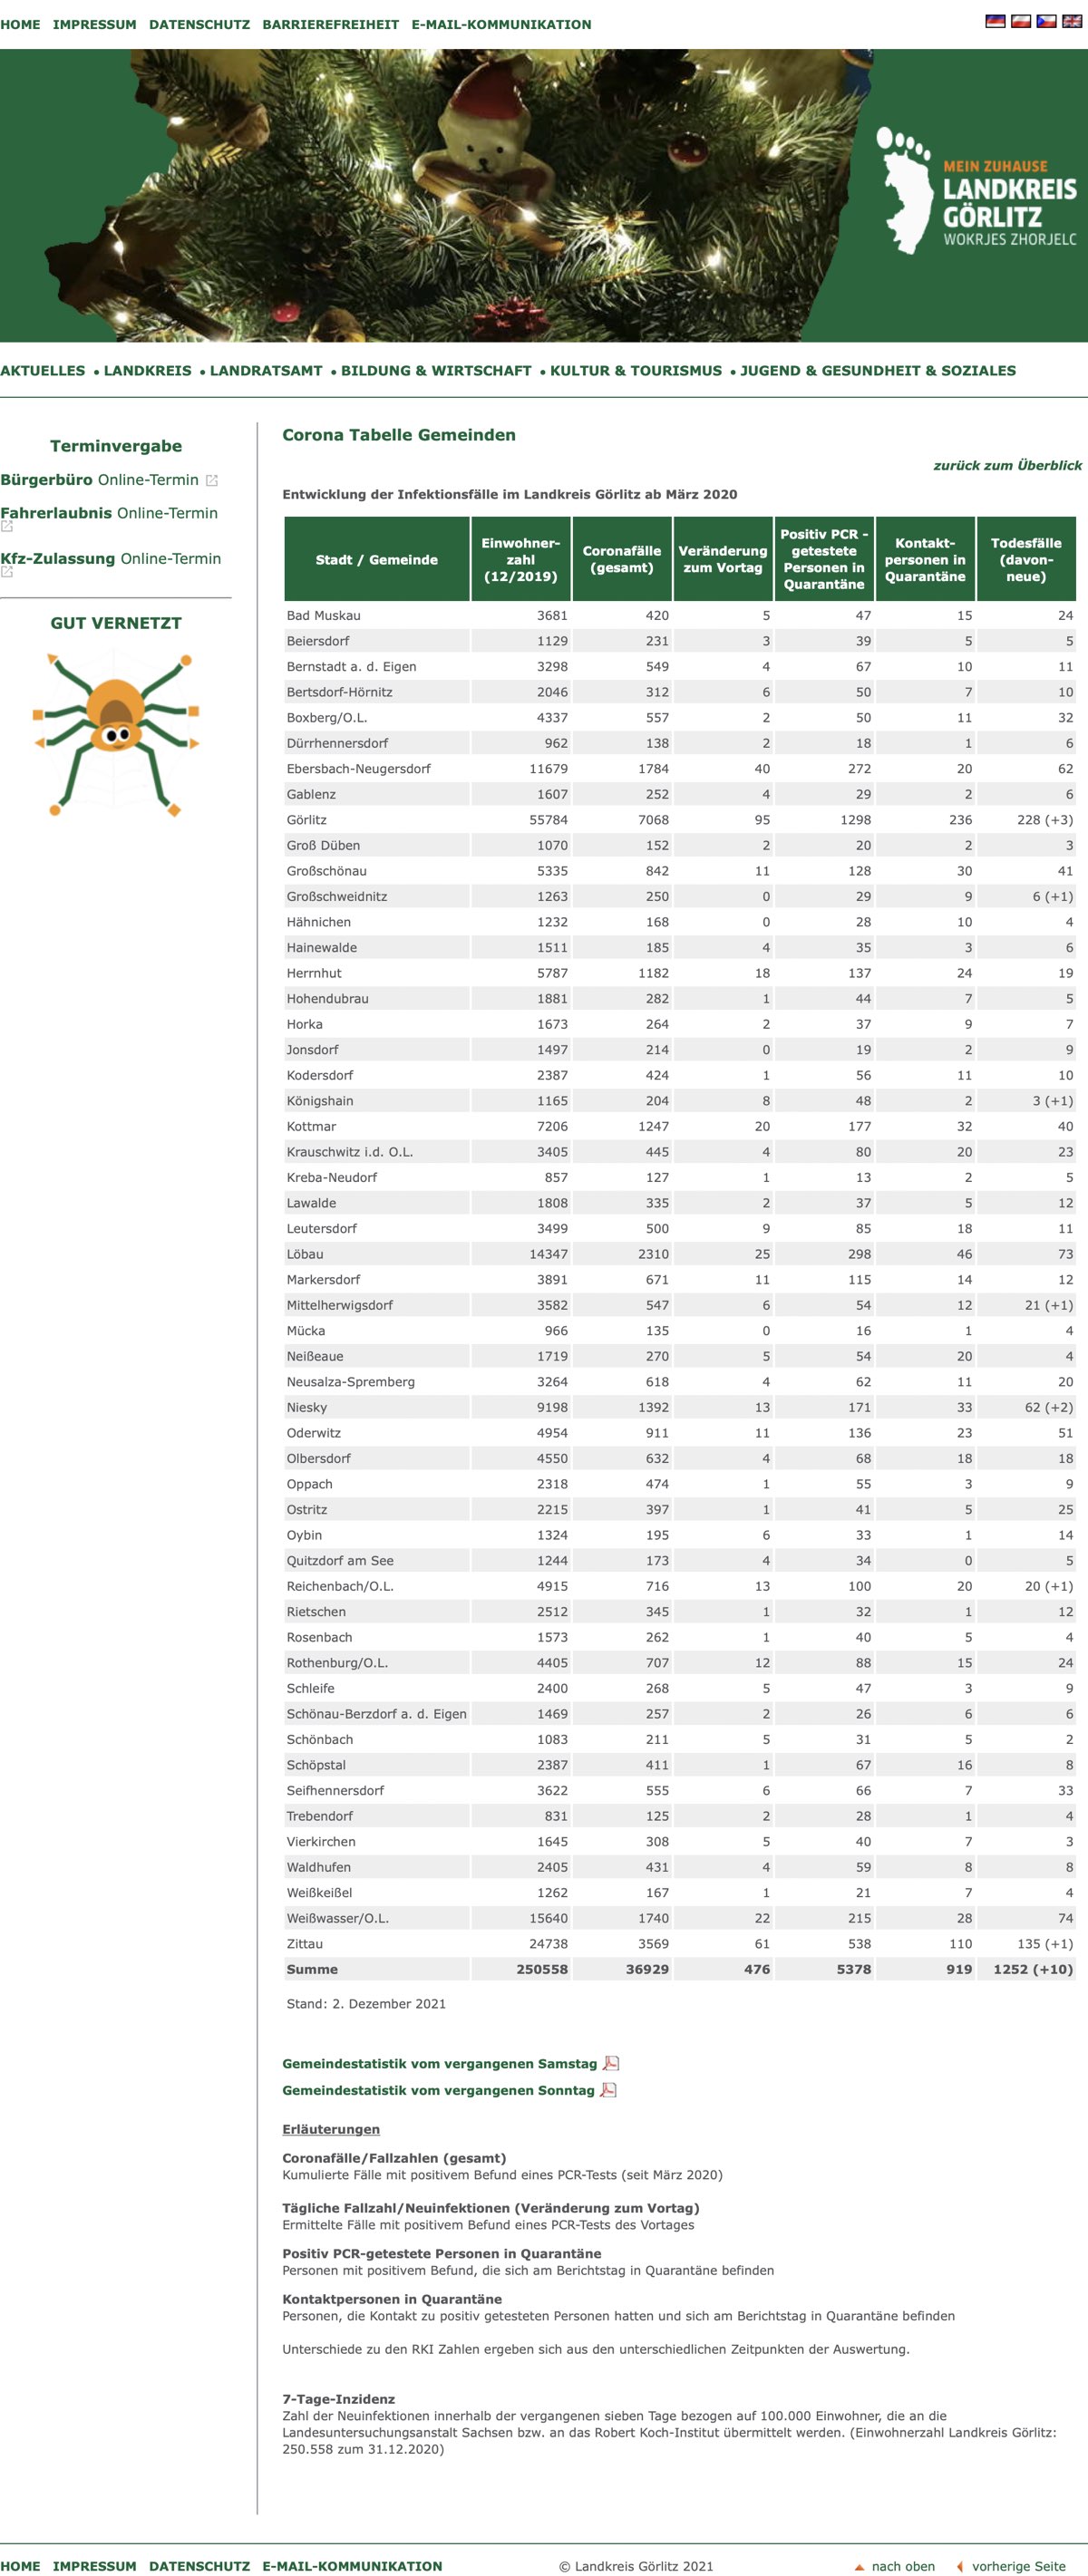 HOME IMPRESSUM DATENSCHUTZ BARRIEREFREIHEIT E-MAIL-KOMMUNIKATION
MEIN ZUHAUSE
LANDKREIS
GÖRLITZ
WOKRJES ZHORJELC
AKTUELLES • LANDKREIS • LANDRATSAMT • BILDUNG & WIRTSCHAFT • KULTUR & TOURISMUS • JUGEND & GESUNDHEIT & SOZIALES
Terminvergabe
Bürgerbüro Online-Termin
Fahrerlaubnis Online-Termin
Kfz-Zulassung Online-Termin
GUT VERNETZT
Corona Tabelle Gemeinden
zurück zum Überblick
Entwicklung der Infektionsfälle im Landkreis Görlitz ab März 2020
Stadt / Gemeinde
Einwohner-
zahl
(12/2019)
Coronafälle
(gesamt)
Veränderung
zum Vortag
Positiv PCR -
getestete
Personen in
Quarantäne
Kontakt-
personen in
Quarantäne
Todesfälle
(davon-
neue)
Bad Muskau 3681 420 5 47 15 24
Beiersdorf 1129 231 3 39 5 5
Bernstadt a. d. Eigen 3298 549 4 67 10 11
Bertsdorf-Hörnitz 2046 312 6 50 7 10
Boxberg/O.L. 4337 557 2 50 11 32
Dürrhennersdorf 962 138 2 18 1 6
Ebersbach-Neugersdorf 11679 1784 40 272 20 62
Gablenz 1607 252 4 29 2 6
Görlitz 55784 7068 95 1298 236 228 (+3)
Groß Düben 1070 152 2 20 2 3
Großschönau 5335 842 11 128 30 41
Großschweidnitz 1263 250 0 29 9 6 (+1)
Hähnichen 1232 168 0 28 10 4
Hainewalde 1511 185 4 35 3 6
Herrnhut 5787 1182 18 137 24 19
Hohendubrau 1881 282 1 44 7 5
Horka 1673 264 2 37 9 7
Jonsdorf 1497 214 0 19 2 9
Kodersdorf 2387 424 1 56 11 10
Königshain 1165 204 8 48 2 3 (+1)
Kottmar 7206 1247 20 177 32 40
Krauschwitz i.d. O.L. 3405 445 4 80 20 23
Kreba-Neudorf 857 127 1 13 2 5
Lawalde 1808 335 2 37 5 12
Leutersdorf 3499 500 9 85 18 11
Löbau 14347 2310 25 298 46 73
Markersdorf 3891 671 11 115 14 12
Mittelherwigsdorf 3582 547 6 54 12 21 (+1)
Mücka 966 135 0 16 1 4
Neißeaue 1719 270 5 54 20 4
Neusalza-Spremberg 3264 618 4 62 11 20
Niesky 9198 1392 13 171 33 62 (+2)
Oderwitz 4954 911 11 136 23 51
Olbersdorf 4550 632 4 68 18 18
Oppach 2318 474 1 55 3 9
Ostritz 2215 397 1 41 5 25
Oybin 1324 195 6 33 1 14
Quitzdorf am See 1244 173 4 34 0 5
Reichenbach/O.L. 4915 716 13 100 20 20 (+1)
Rietschen 2512 345 1 32 1 12
Rosenbach 1573 262 1 40 5 4
Rothenburg/O.L. 4405 707 12 88 15 24
Schleife 2400 268 5 47 3 9
Schönau-Berzdorf a. d. Eigen 1469 257 2 26 6 6
Schönbach 1083 211 5 31 5 2
Schöpstal 2387 411 1 67 16 8
Seifhennersdorf 3622 555 6 66 7 33
Trebendorf 831 125 2 28 1 4
Vierkirchen 1645 308 5 40 7 3
Waldhufen 2405 431 4 59 8 8
Weißkeißel 1262 167 1 21 7 4
Weißwasser/O.L. 15640 1740 22 215 28 74
Zittau 24738 3569 61 538 110 135 (+1)
Summe 250558 36929 476 5378 919 1252 (+10)
Stand: 2. Dezember 2021
Gemeindestatistik vom vergangenen Samstag
Gemeindestatistik vom vergangenen Sonntag
Erläuterungen
Coronafälle/Fallzahlen (gesamt)
Kumulierte Fälle mit positivem Befund eines PCR-Tests (seit März 2020)
Tägliche Fallzahl/Neuinfektionen (Veränderung zum Vortag)
Ermittelte Fälle mit positivem Befund eines PCR-Tests des Vortages
Positiv PCR-getestete Personen in Quarantäne
Personen mit positivem Befund, die sich am Berichtstag in Quarantäne befinden
Kontaktpersonen in Quarantäne
Personen, die Kontakt zu positiv getesteten Personen hatten und sich am Berichtstag in Quarantäne befinden
Unterschiede zu den RKI Zahlen ergeben sich aus den unterschiedlichen Zeitpunkten der Auswertung.
7-Tage-Inzidenz
Zahl der Neuinfektionen innerhalb der vergangenen sieben Tage bezogen auf 100.000 Einwohner, die an die
Landesuntersuchungsanstalt Sachsen bzw. an das Robert Koch-Institut übermittelt werden. (Einwohnerzahl Landkreis Görlitz:
250.558 zum 31.12.2020)
HOME IMPRESSUM DATENSCHUTZ E-MAIL-KOMMUNIKATION © Landkreis Görlitz 2021 nach oben vorherige Seite